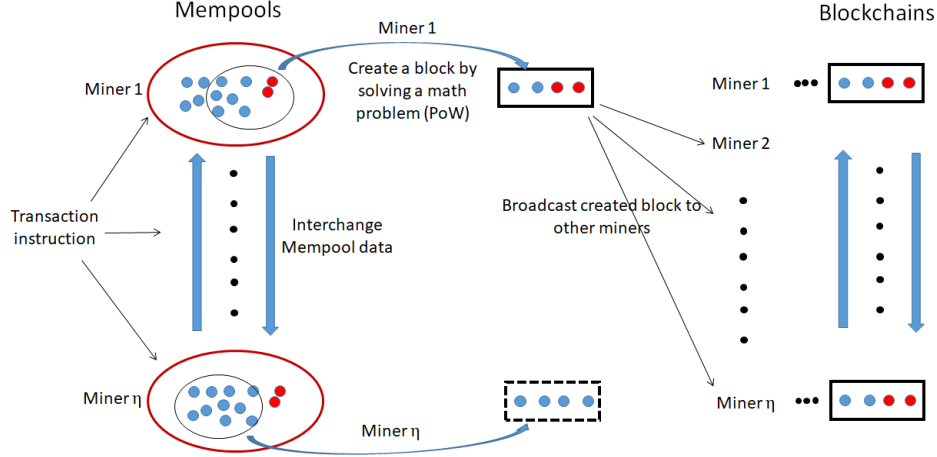 Mempools
Blockchains
Miner 1
Miner 1
Create a block by
solving a math
problem (PoW)
Miner 1
Miner 2
Transaction
instruction
Interchange
Mempool data
Broadcast created block to
other miners
Miner η
Miner η
Miner η